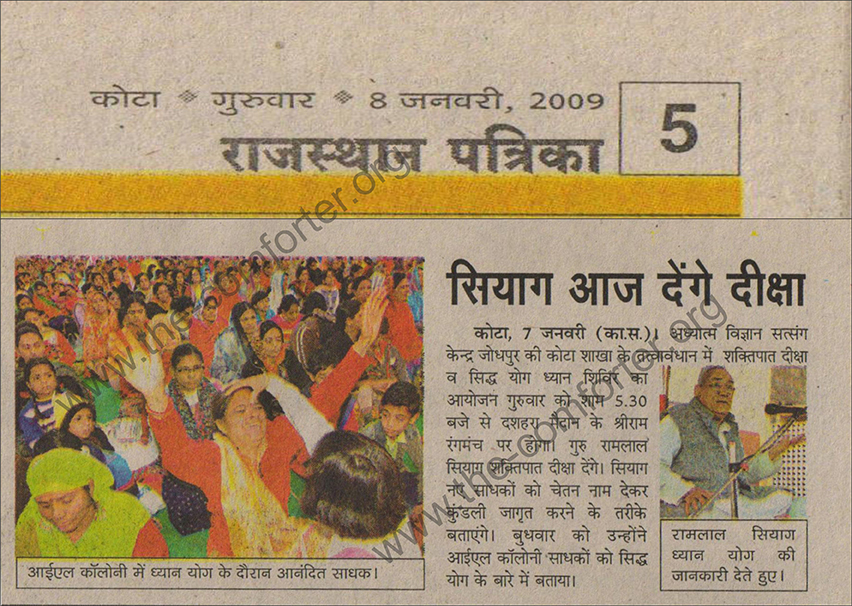 कोटा ❖ गुरुवार ❖ 8 जनवरी, 2009
राजस्थान पत्रिका
5
सियाग आज देंगे दीक्षा
कोटा, 7 जनवरी (का.स.)। अध्यात्म विज्ञान सत्संग
केन्द्र जोधपुर की कोटा शाखा के तत्वावधान में शक्तिपात दीक्षा
व सिद्ध योग ध्यान शिविर का
आयोजन गुरुवार को शाम 5.30
बजे से दशहरा मैदान के श्रीराम
रंगमंच पर होगा। गुरु रामलाल
सियाग शक्तिपात दीक्षा देंगे। सियाग
नए साधकों को चेतन नाम देकर
कुंडली जागृत करने के तरीके
बताएंगे। बुधवार को उन्होंने
आईएल कॉलोनी साधकों को सिद्ध
योग के बारे में बताया।
रामलाल सियाग
ध्यान योग की
जानकारी देते हुए।
आईएल कॉलोनी में ध्यान योग के दौरान आनंदित साधक।
www.the-comforter.org
www.the-comforter.org